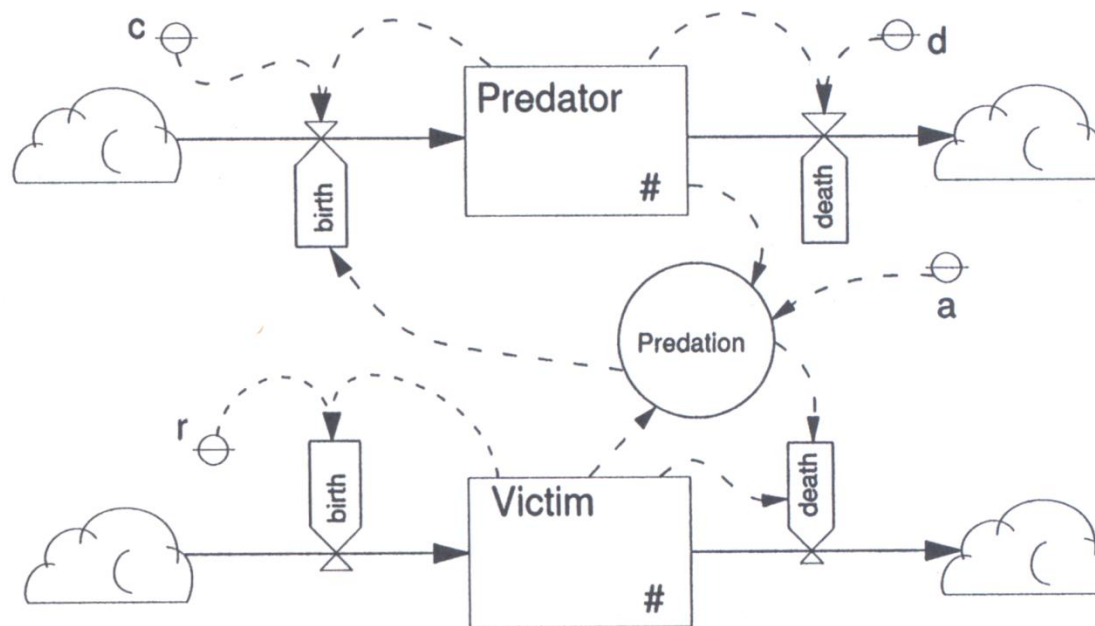 c
d
Predator
#
birth
death
a
Predation
r
birth
death
Victim
#